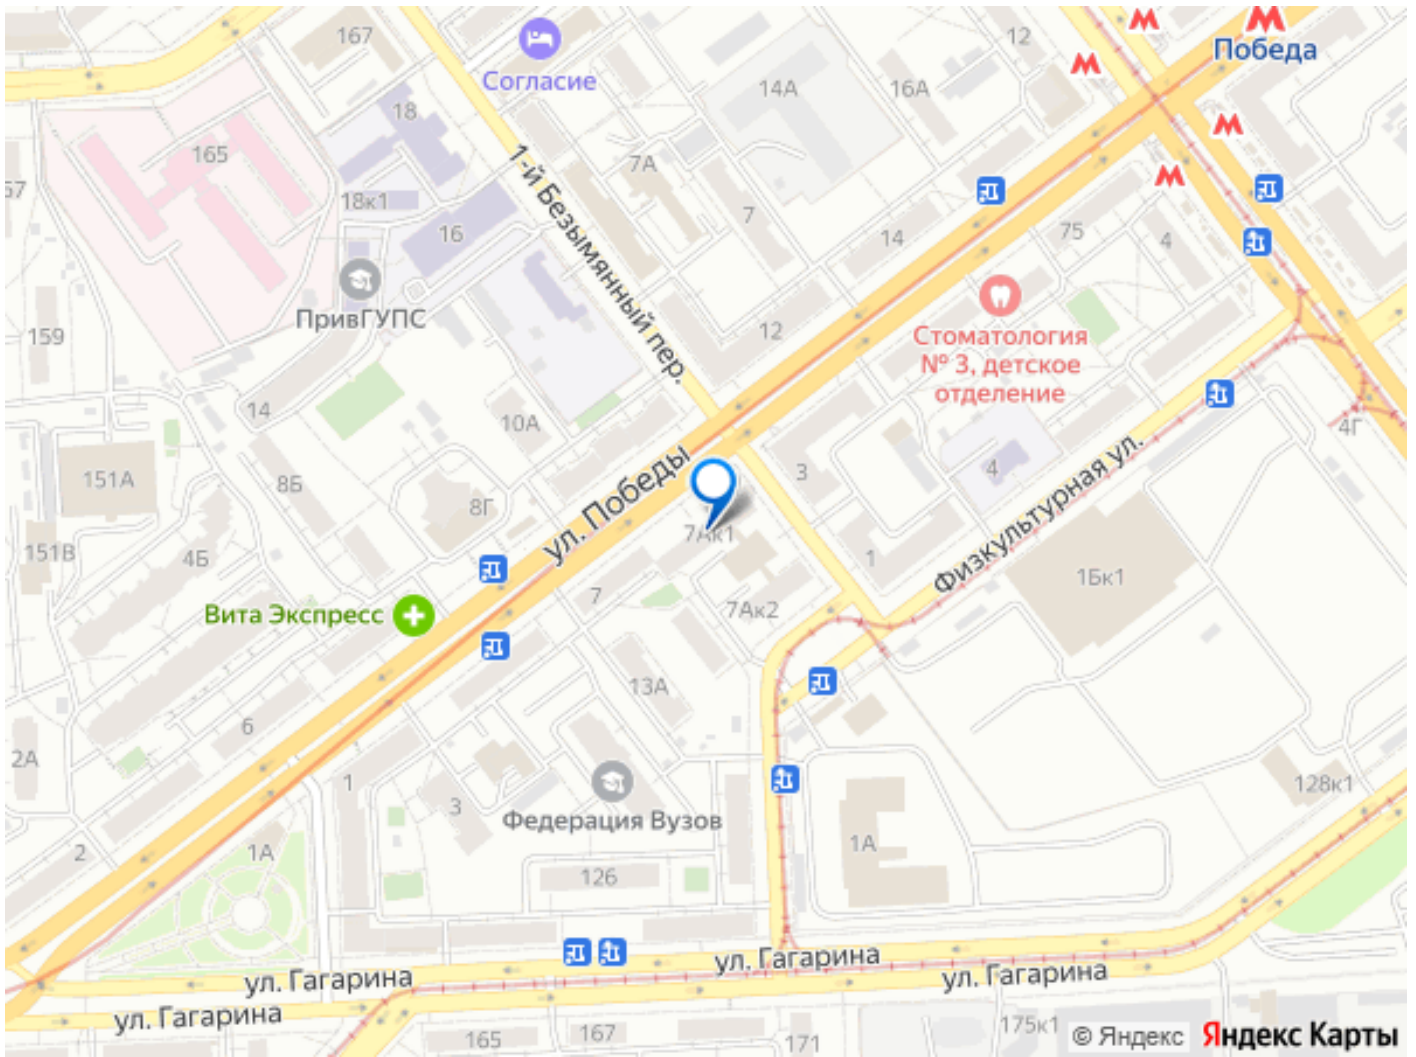 167
Согласие
12
Победа
18
14А
16А
165
7А
57
18к1
16
7
14
75
4
1-й Безымянный пер.
ПривГУПС
159
12
Стоматология
№ 3, детское
отделение
14
10А
4Г
151А
8Б
8Г
ул. Победы
3
4
Физкультурная ул.
151В
4Б
7Ак1
1
1Бк1
Вита Экспресс
7
7Ак2
13А
6
2А
1
3
Федерация Вузов
128к1
2
1А
1А
126
ул. Гагарина
ул. Гагарина
ул. Гагарина
ул. Гагарина
165
167
171
175к1
© Яндекс
Яндекс Карты